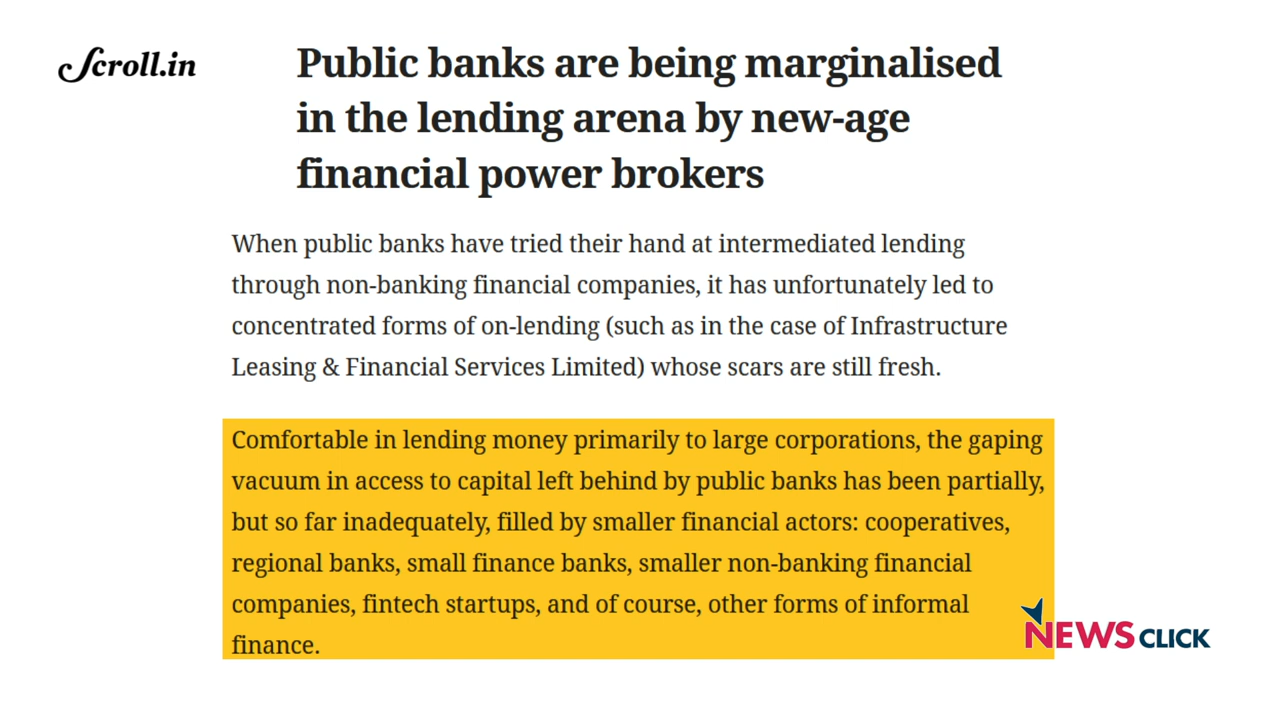 Scroll.in
Public banks are being marginalised
in the lending arena by new-age
financial power brokers
When public banks have tried their hand at intermediated lending
through non-banking financial companies, it has unfortunately led to
concentrated forms of on-lending (such as in the case of Infrastructure
Leasing & Financial Services Limited) whose scars are still fresh.
Comfortable in lending money primarily to large corporations, the gaping
vacuum in access to capital left behind by public banks has been partially,
but so far inadequately, filled by smaller financial actors: cooperatives,
regional banks, small finance banks, smaller non-banking financial
companies, fintech startups, and of course, other forms of informal
finance.
NEWSCLICK